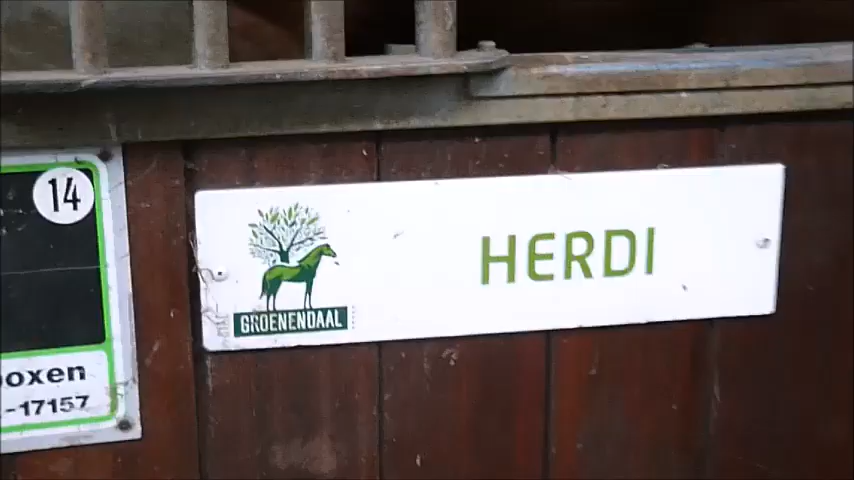 14
HERDI
GROENENDAAL
oxen
-17157